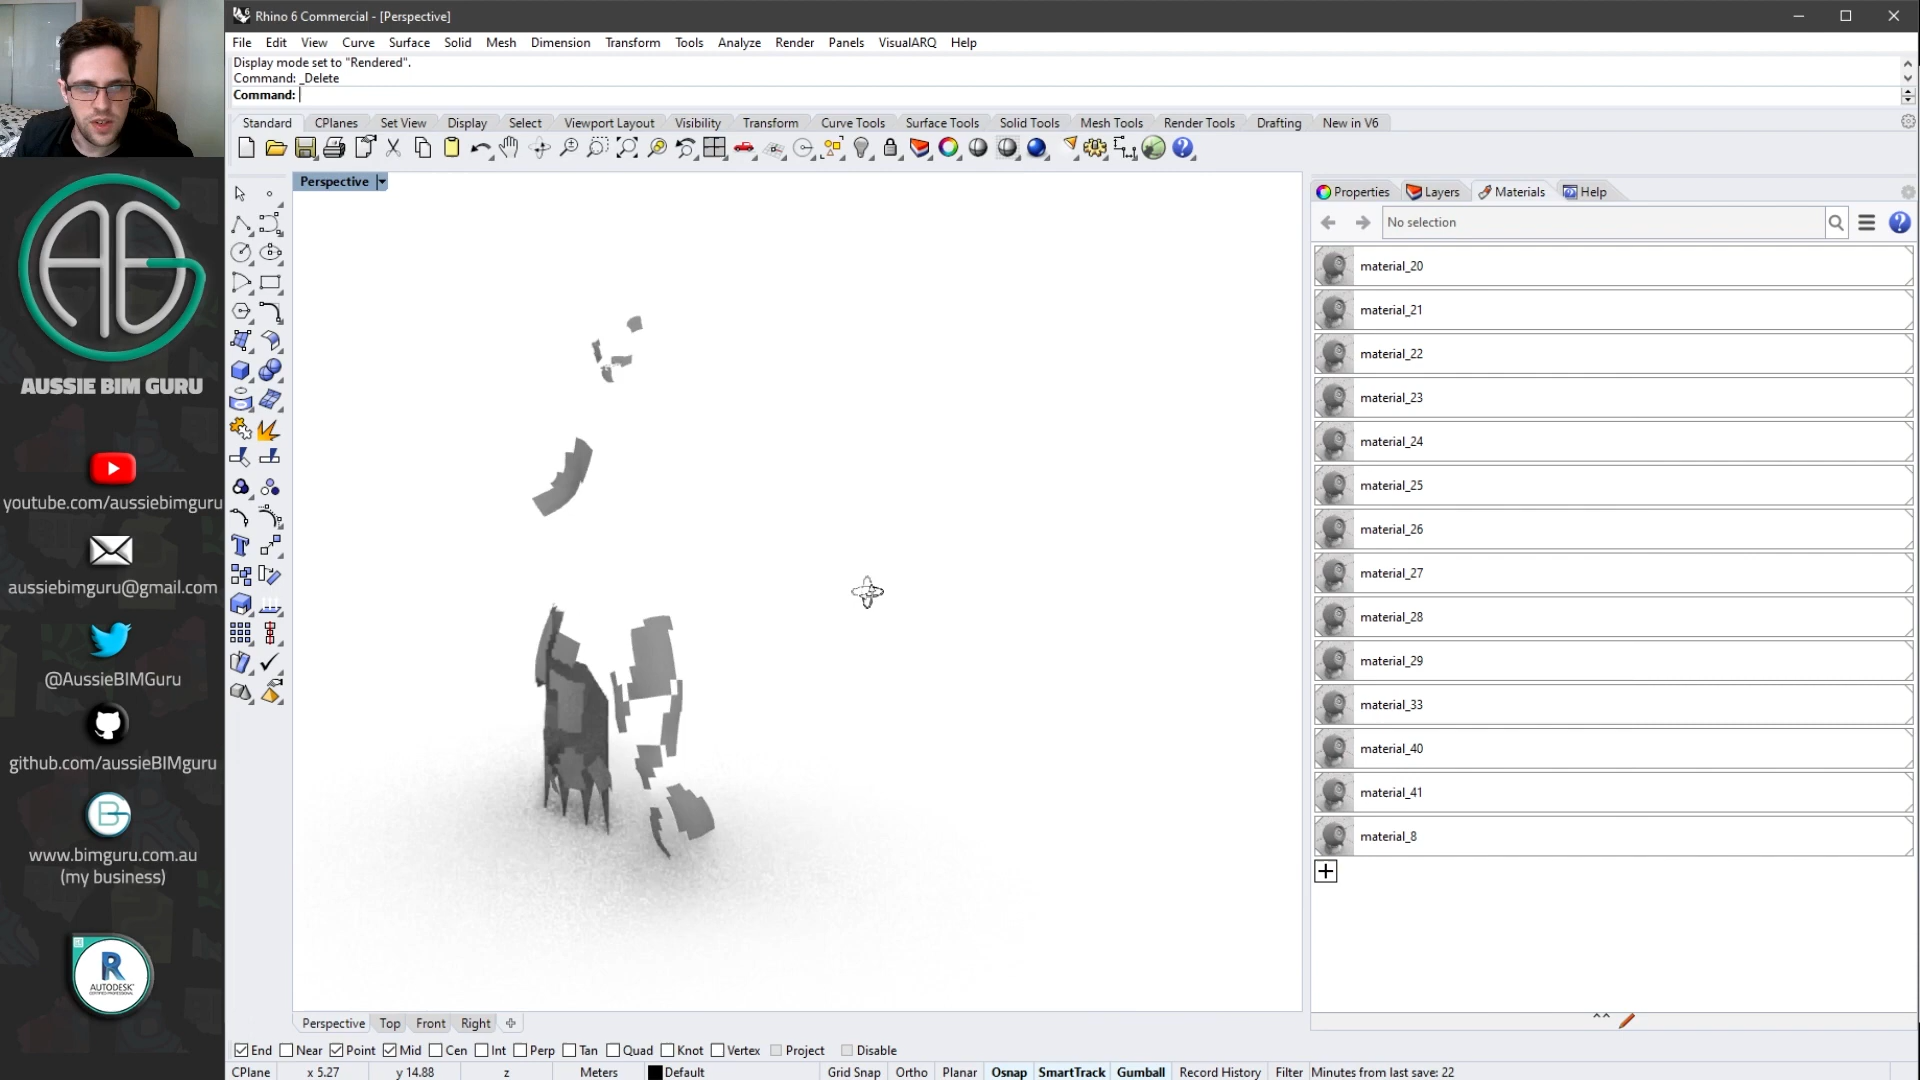 Rhino 6 Commercial - [Perspective]
File Edit View Curve Surface Solid Mesh Dimension Transform Tools Analyze Render Panels VisualARQ Help
Display mode set to "Rendered".
Command: _Delete
Command:
Standard CPlanes Set View Display Select Viewport Layout Visibility Transform Curve Tools Surface Tools Solid Tools Mesh Tools Render Tools Drafting New in V6
Perspective
Properties Layers Materials Help
No selection
material_20
material_21
material_22
material_23
material_24
material_25
material_26
material_27
material_28
material_29
material_33
material_40
material_41
material_8
AUSSIE BIM GURU
youtube.com/aussiebimguru
aussiebimguru@gmail.com
@AussieBIMGuru
github.com/aussieBIMguru
www.bimguru.com.au
(my business)
R
AUTODESK
CERTIFIED PROFESSIONAL
Perspective Top Front Right
End Near Point Mid Cen Int Perp Tan Quad Knot Vertex Project Disable
CPlane x 5.27 y 14.88 z Meters Default Grid Snap Ortho Planar Osnap SmartTrack Gumball Record History Filter Minutes from last save: 22